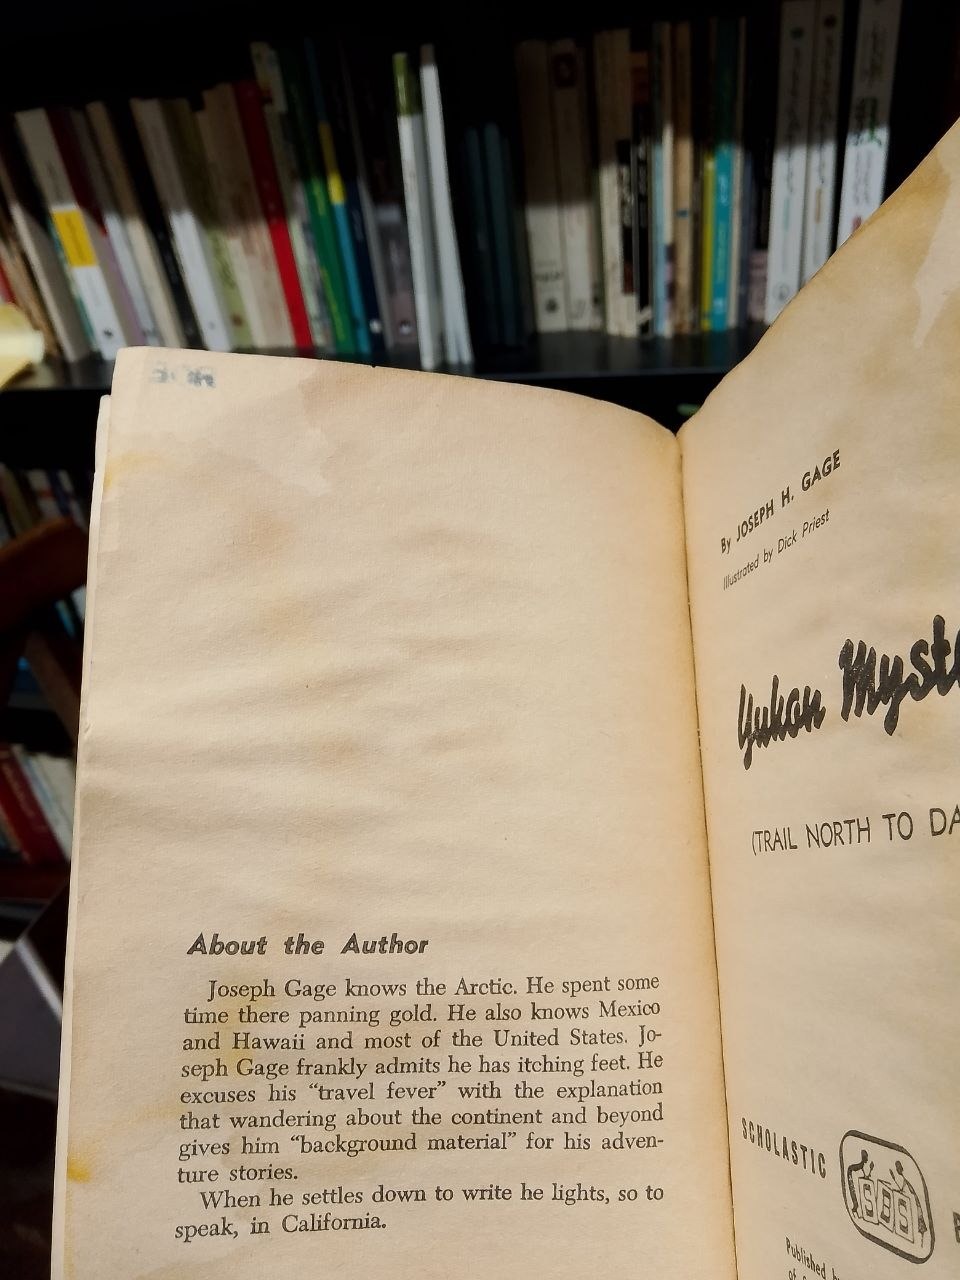 About the Author
Joseph Gage knows the Arctic. He spent some
time there panning gold. He also knows Mexico
and Hawaii and most of the United States. Jo-
seph Gage frankly admits he has itching feet. He
excuses his “travel fever” with the explanation
that wandering about the continent and beyond
gives him “background material” for his adven-
ture stories.
When he settles down to write he lights, so to
speak, in California.
By JOSEPH H. GAGE
Illustrated by Dick Priest
Yukon Myst
(TRAIL NORTH TO DA
SCHOLASTIC
SBS
Published
of